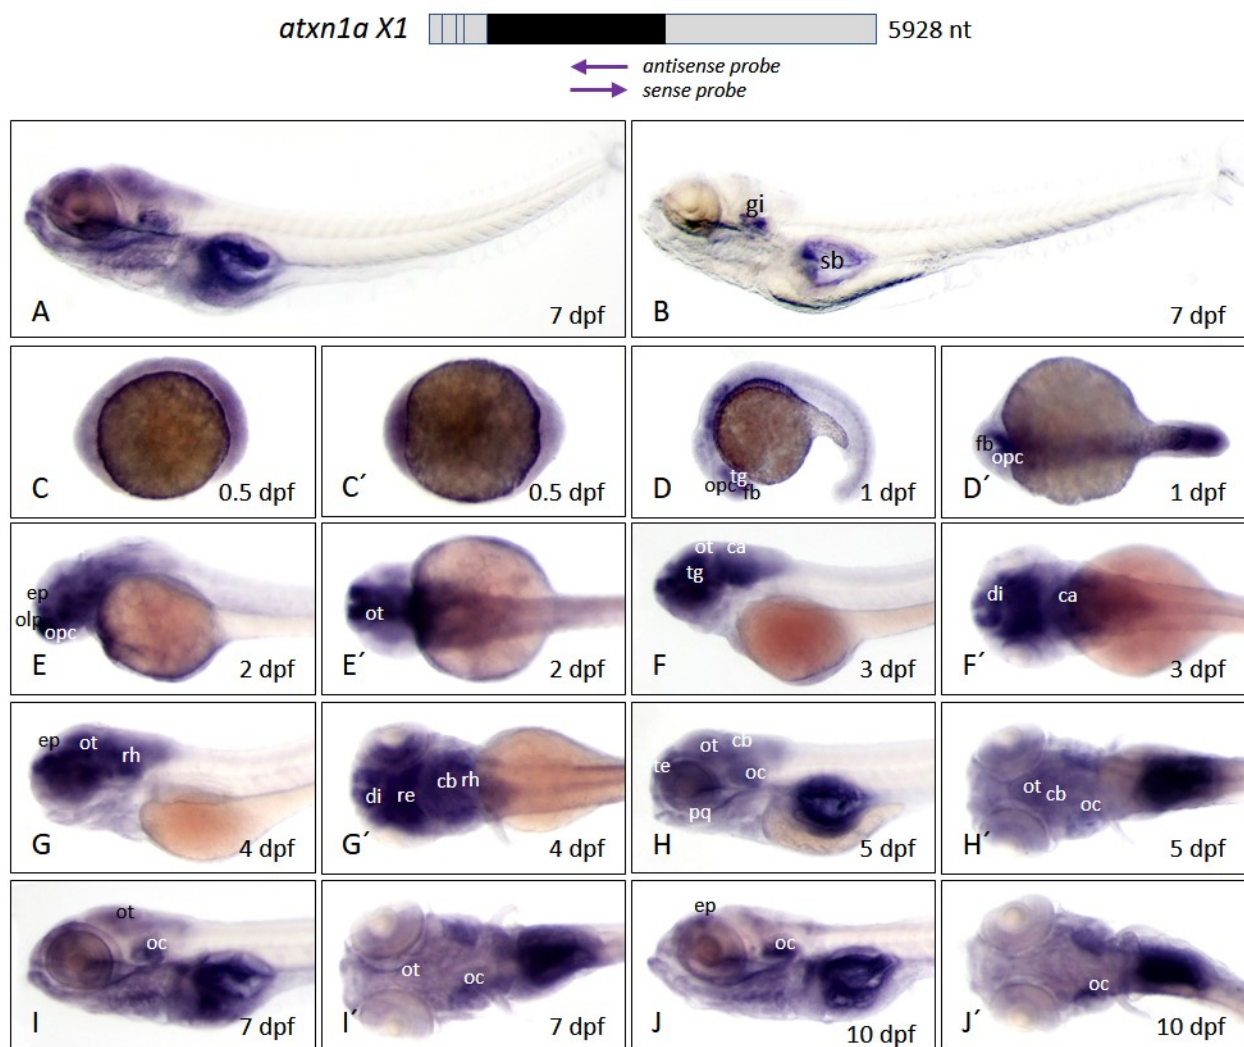 atxn1a X1
5928 nt
antisense probe
sense probe
A
7 dpf
gi
sb
B
7 dpf
C
0.5 dpf
C´
0.5 dpf
tg
opc fb
D
1 dpf
fb
opc
D´
1 dpf
ep
olp
opc
E
2 dpf
ot
E´
2 dpf
ot ca
tg
F
3 dpf
di ca
F´
3 dpf
ep ot rh
G
4 dpf
di re cb rh
G´
4 dpf
ot cb
te oc
pq
H
5 dpf
ot cb oc
H´
5 dpf
ot
oc
I
7 dpf
ot oc
I´
7 dpf
ep
oc
J
10 dpf
oc
J´
10 dpf